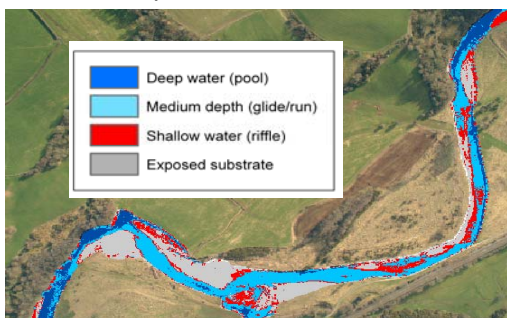 Deep water (pool)
Medium depth (glide/run)
Shallow water (riffle)
Exposed substrate